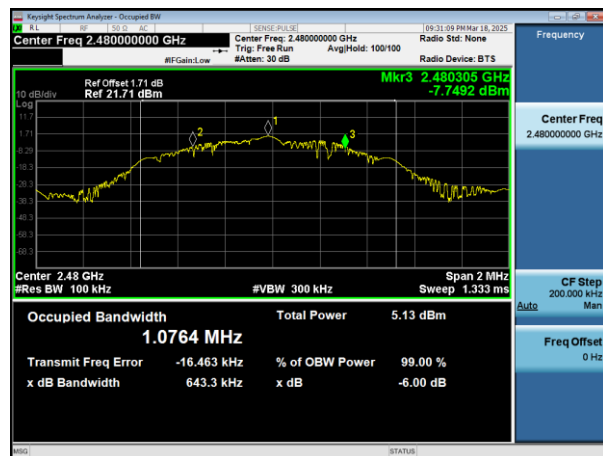 Keysight Spectrum Analyzer - Occupied BW
RL RF 50 Ω AC SENSE:PULSE 09:31:09 PM Mar 18, 2025
Center Freq 2.480000000 GHz
Center Freq: 2.480000000 GHz
Radio Std: None
Trig: Free Run Avg|Hold: 100/100
#IFGain:Low #Atten: 30 dB Radio Device: BTS
Ref Offset 1.71 dB
Mkr3 2.480305 GHz
10 dB/div Ref 21.71 dBm -7.7492 dBm
Log
11.7
1.71
-8.29
-18.3
-28.3
-38.3
-48.3
-58.3
-68.3
1
2
3
Center 2.48 GHz Span 2 MHz
#Res BW 100 kHz #VBW 300 kHz Sweep 1.333 ms
Occupied Bandwidth Total Power 5.13 dBm
1.0764 MHz
Transmit Freq Error -16.463 kHz % of OBW Power 99.00 %
x dB Bandwidth 643.3 kHz x dB -6.00 dB
MSG STATUS
Frequency
Center Freq
2.480000000 GHz
CF Step
200.000 kHz
Auto Man
Freq Offset
0 Hz